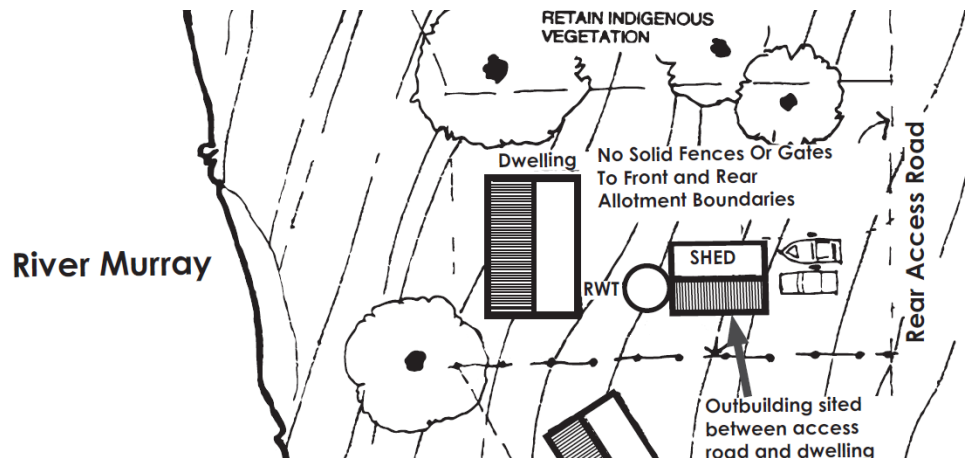 RETAIN INDIGENOUS
VEGETATION
Dwelling
No Solid Fences Or Gates
To Front and Rear
Allotment Boundaries
River Murray
SHED
RWT
Rear Access Road
Outbuilding sited
between access
road and dwelling